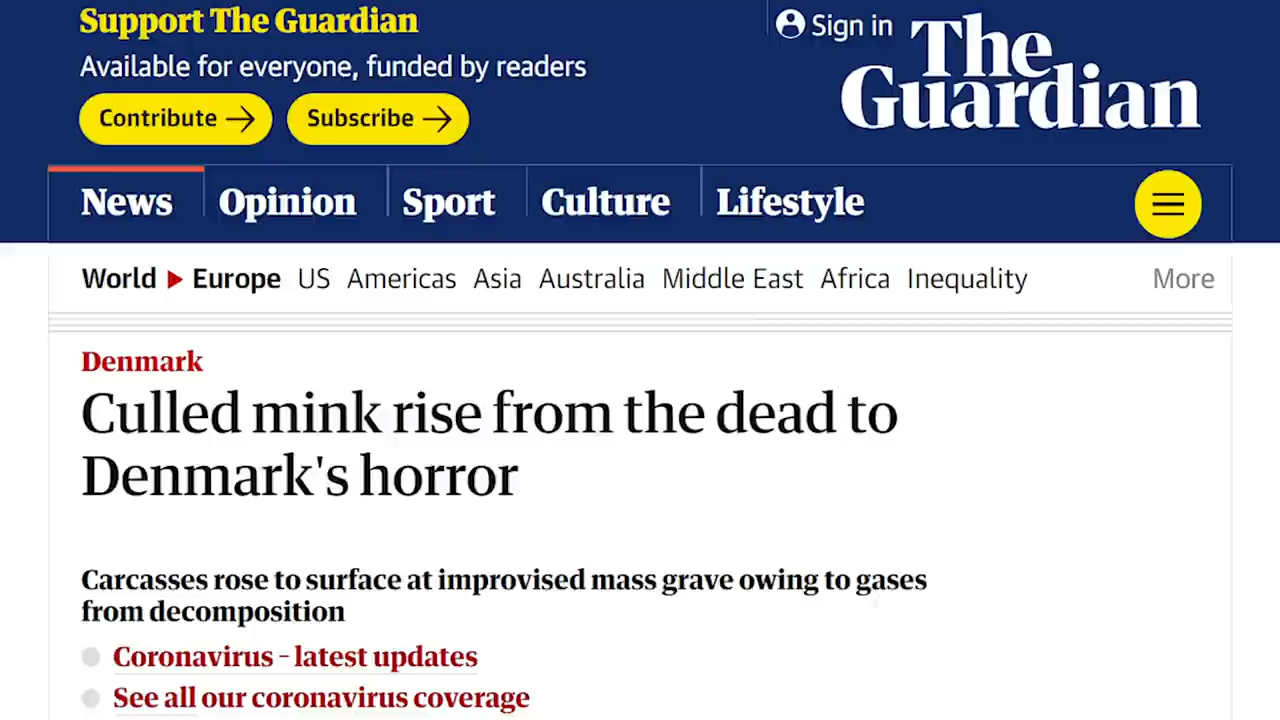 Support The Guardian
Available for everyone, funded by readers
Contribute
Subscribe
Sign in
The
Guardian
News Opinion Sport Culture Lifestyle
World Europe US Americas Asia Australia Middle East Africa Inequality More
Denmark
Culled mink rise from the dead to
Denmark's horror
Carcasses rose to surface at improvised mass grave owing to gases
from decomposition
Coronavirus – latest updates
See all our coronavirus coverage